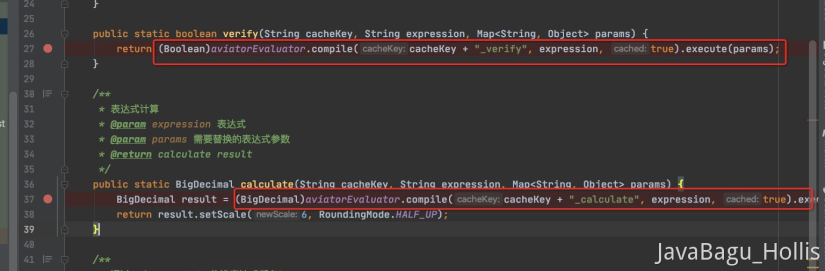 24 }
25
26 public static boolean verify(String cacheKey, String expression, Map<String, Object> params) {
27 return (Boolean)aviatorEvaluator.compile( cacheKey: cacheKey + "_verify", expression, cached: true).execute(params);
28 }
29
30 /**
31 * 表达式计算
32 * @param expression 表达式
33 * @param params 需要替换的表达式参数
34 * @return calculate result
35 */
36 public static BigDecimal calculate(String cacheKey, String expression, Map<String, Object> params) {
37 BigDecimal result = (BigDecimal)aviatorEvaluator.compile( cacheKey: cacheKey + "_calculate", expression, cached: true).exe
38 return result.setScale( newScale: 6, RoundingMode.HALF_UP);
39 }
40
41 /**
JavaBagu_Hollis